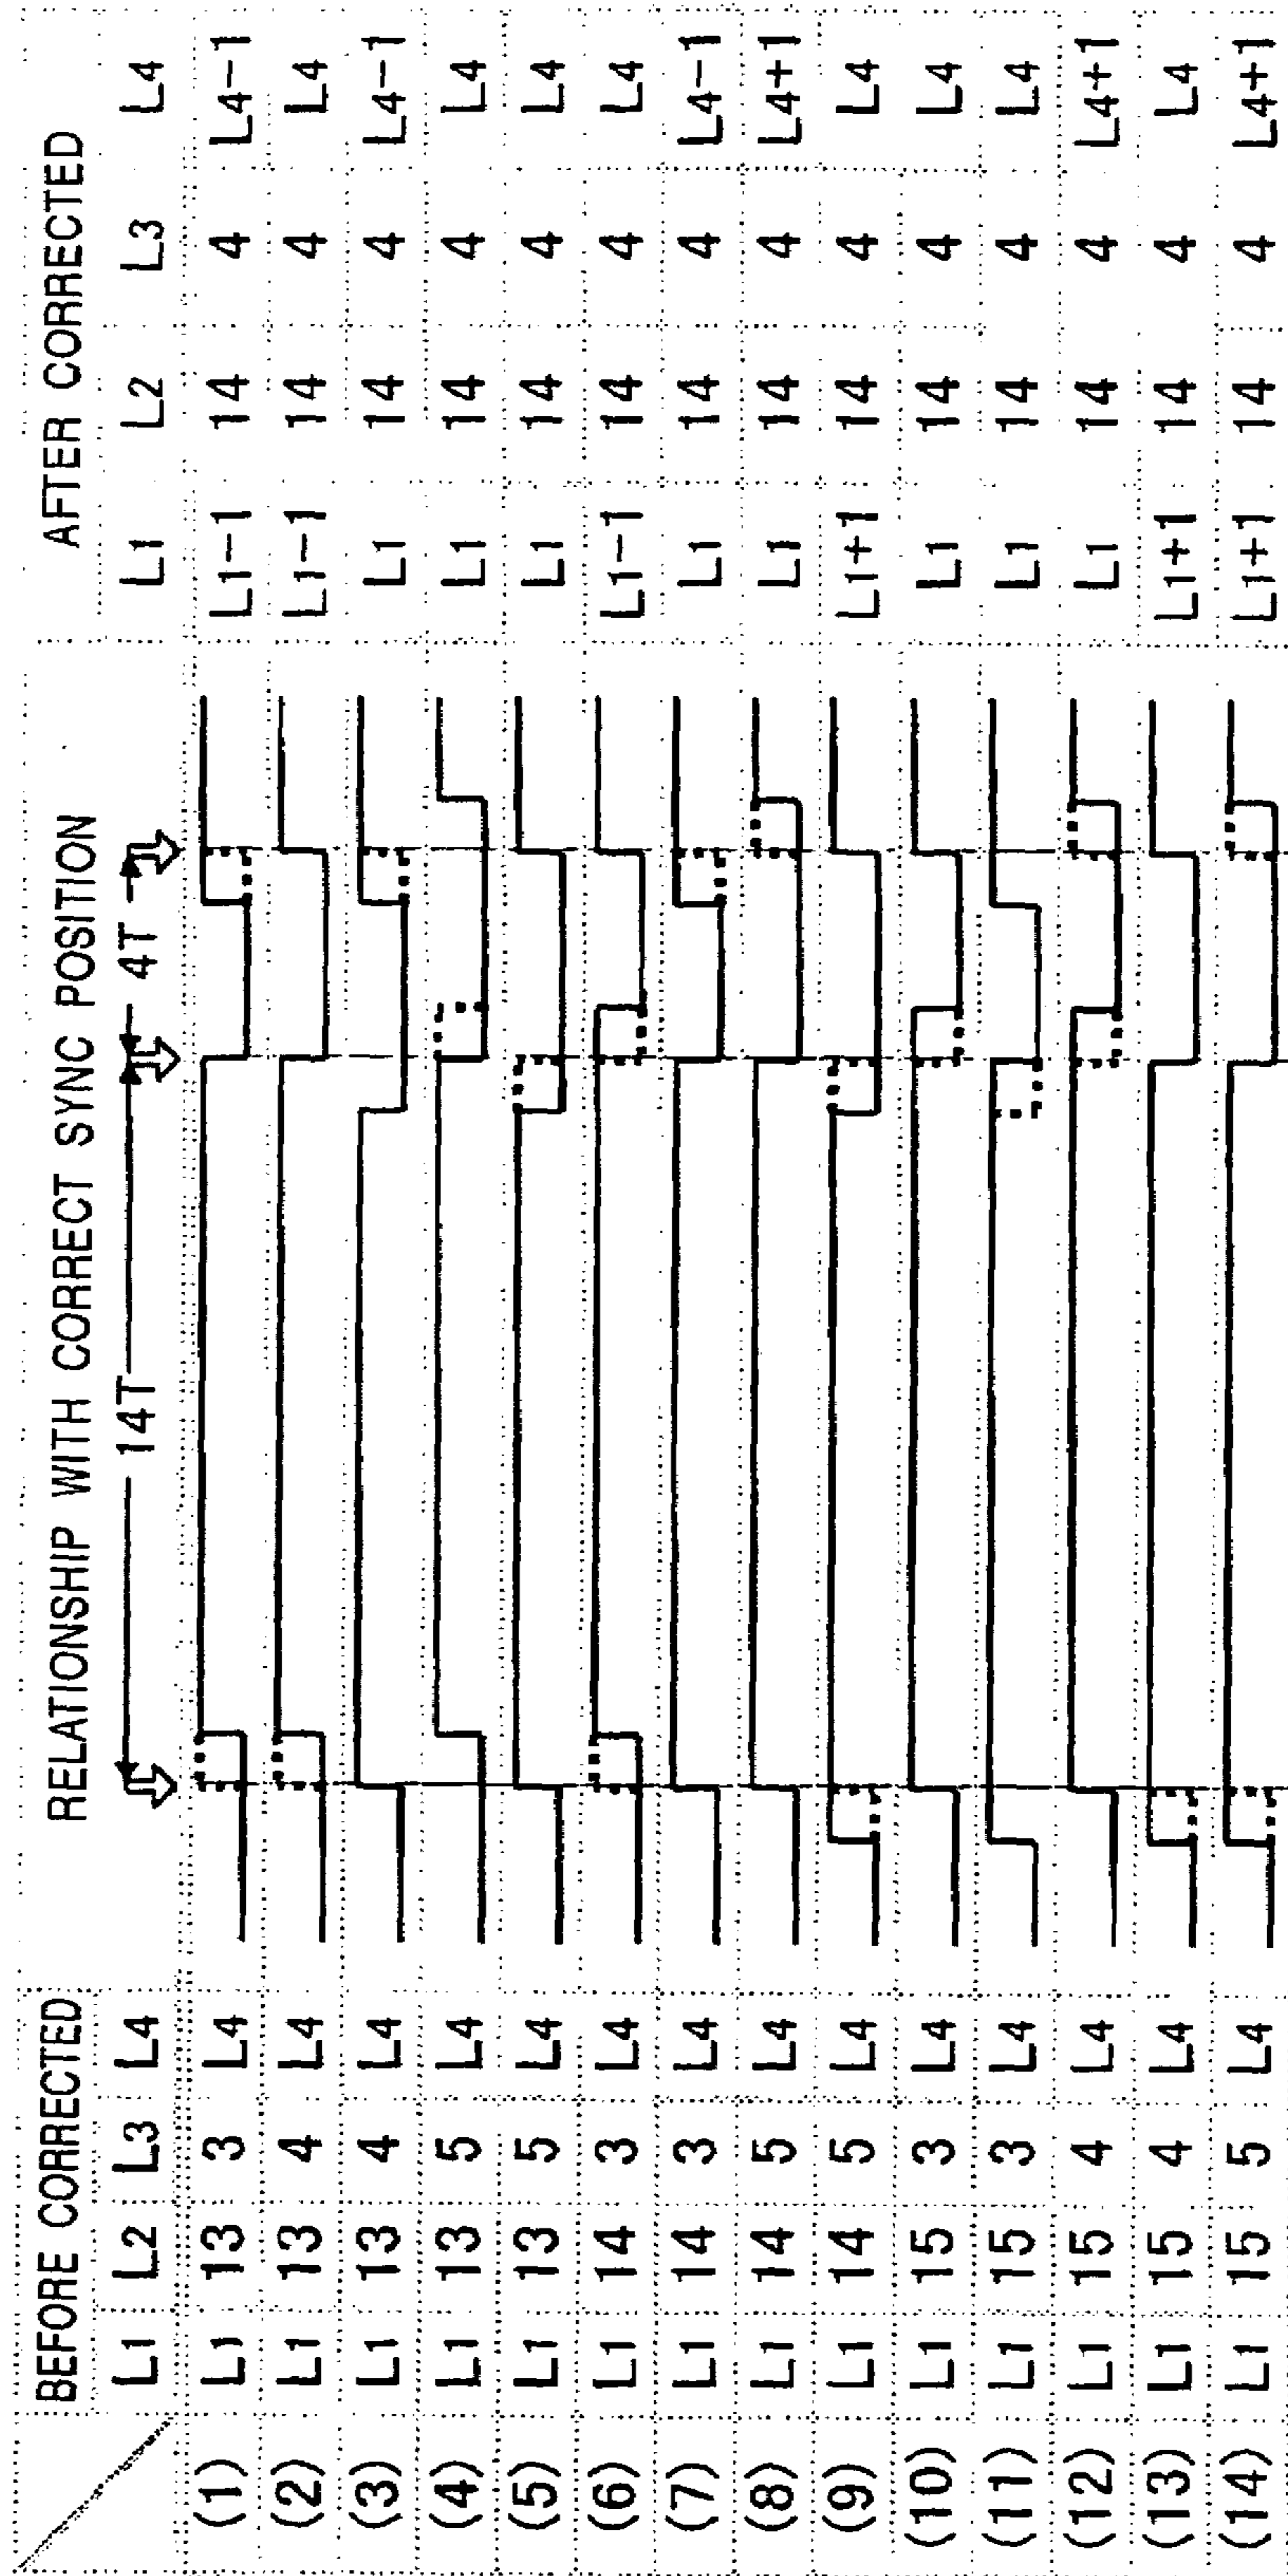 BEFORE CORRECTED RELATIONSHIP WITH CORRECT SYNC POSITION AFTER CORRECTED
L1 L2 L3 L4 14T 4T L1 L2 L3 L4
(1) L1 13 3 L4 L1-1 14 4 L4-1
(2) L1 13 4 L4 L1-1 14 4 L4
(3) L1 13 4 L4 L1 14 4 L4-1
(4) L1 13 5 L4 L1 14 4 L4
(5) L1 13 5 L4 L1 14 4 L4
(6) L1 14 3 L4 L1-1 14 4 L4
(7) L1 14 3 L4 L1 14 4 L4-1
(8) L1 14 5 L4 L1 14 4 L4+1
(9) L1 14 5 L4 L1+1 14 4 L4
(10) L1 15 3 L4 L1 14 4 L4
(11) L1 15 3 L4 L1 14 4 L4
(12) L1 15 4 L4 L1 14 4 L4+1
(13) L1 15 4 L4 L1+1 14 4 L4
(14) L1 15 5 L4 L1+1 14 4 L4+1